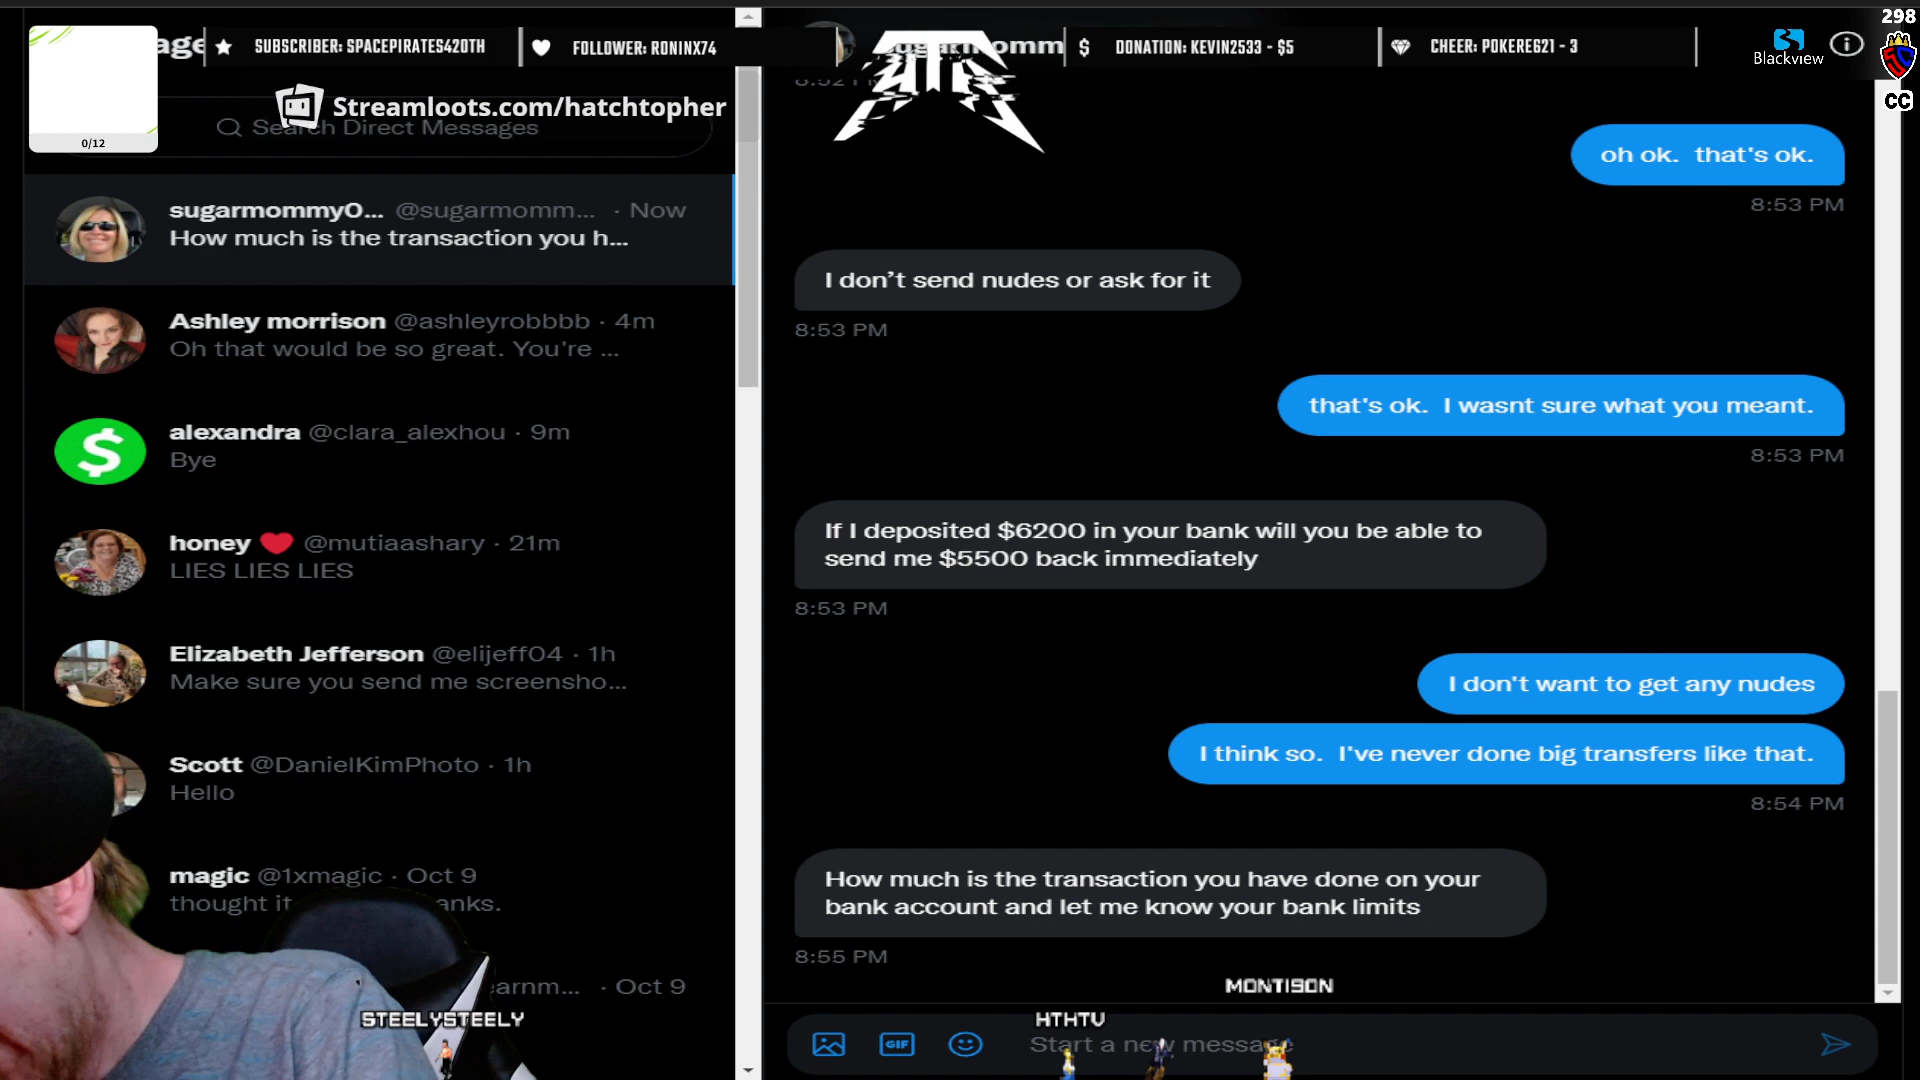 298
age
SUBSCRIBER: SPACEPIRATES420TH
FOLLOWER: RONINX74
DONATION: KEVIN2533 - $5
CHEER: POKERE621 - 3
Blackview
CC
0/12
Streamloots.com/hatchtopher
Search Direct Messages
sugarmommyO... @sugarmomm... · Now
How much is the transaction you h...
Ashley morrison @ashleyrobbbb · 4m
Oh that would be so great. You're ...
alexandra @clara_alexhou · 9m
Bye
honey ❤️ @mutiaashary · 21m
LIES LIES LIES
Elizabeth Jefferson @elijeff04 · 1h
Make sure you send me screensho...
Scott @DanielKimPhoto · 1h
Hello
magic @1xmagic · Oct 9
thought it anks.
earnm... · Oct 9
STEELYSTEELY
oh ok. that's ok.
8:53 PM
I don’t send nudes or ask for it
8:53 PM
that's ok. I wasnt sure what you meant.
8:53 PM
If I deposited $6200 in your bank will you be able to
send me $5500 back immediately
8:53 PM
I don't want to get any nudes
I think so. I've never done big transfers like that.
8:54 PM
How much is the transaction you have done on your
bank account and let me know your bank limits
8:55 PM
MONTISON
HTHTV
GIF
Start a new message